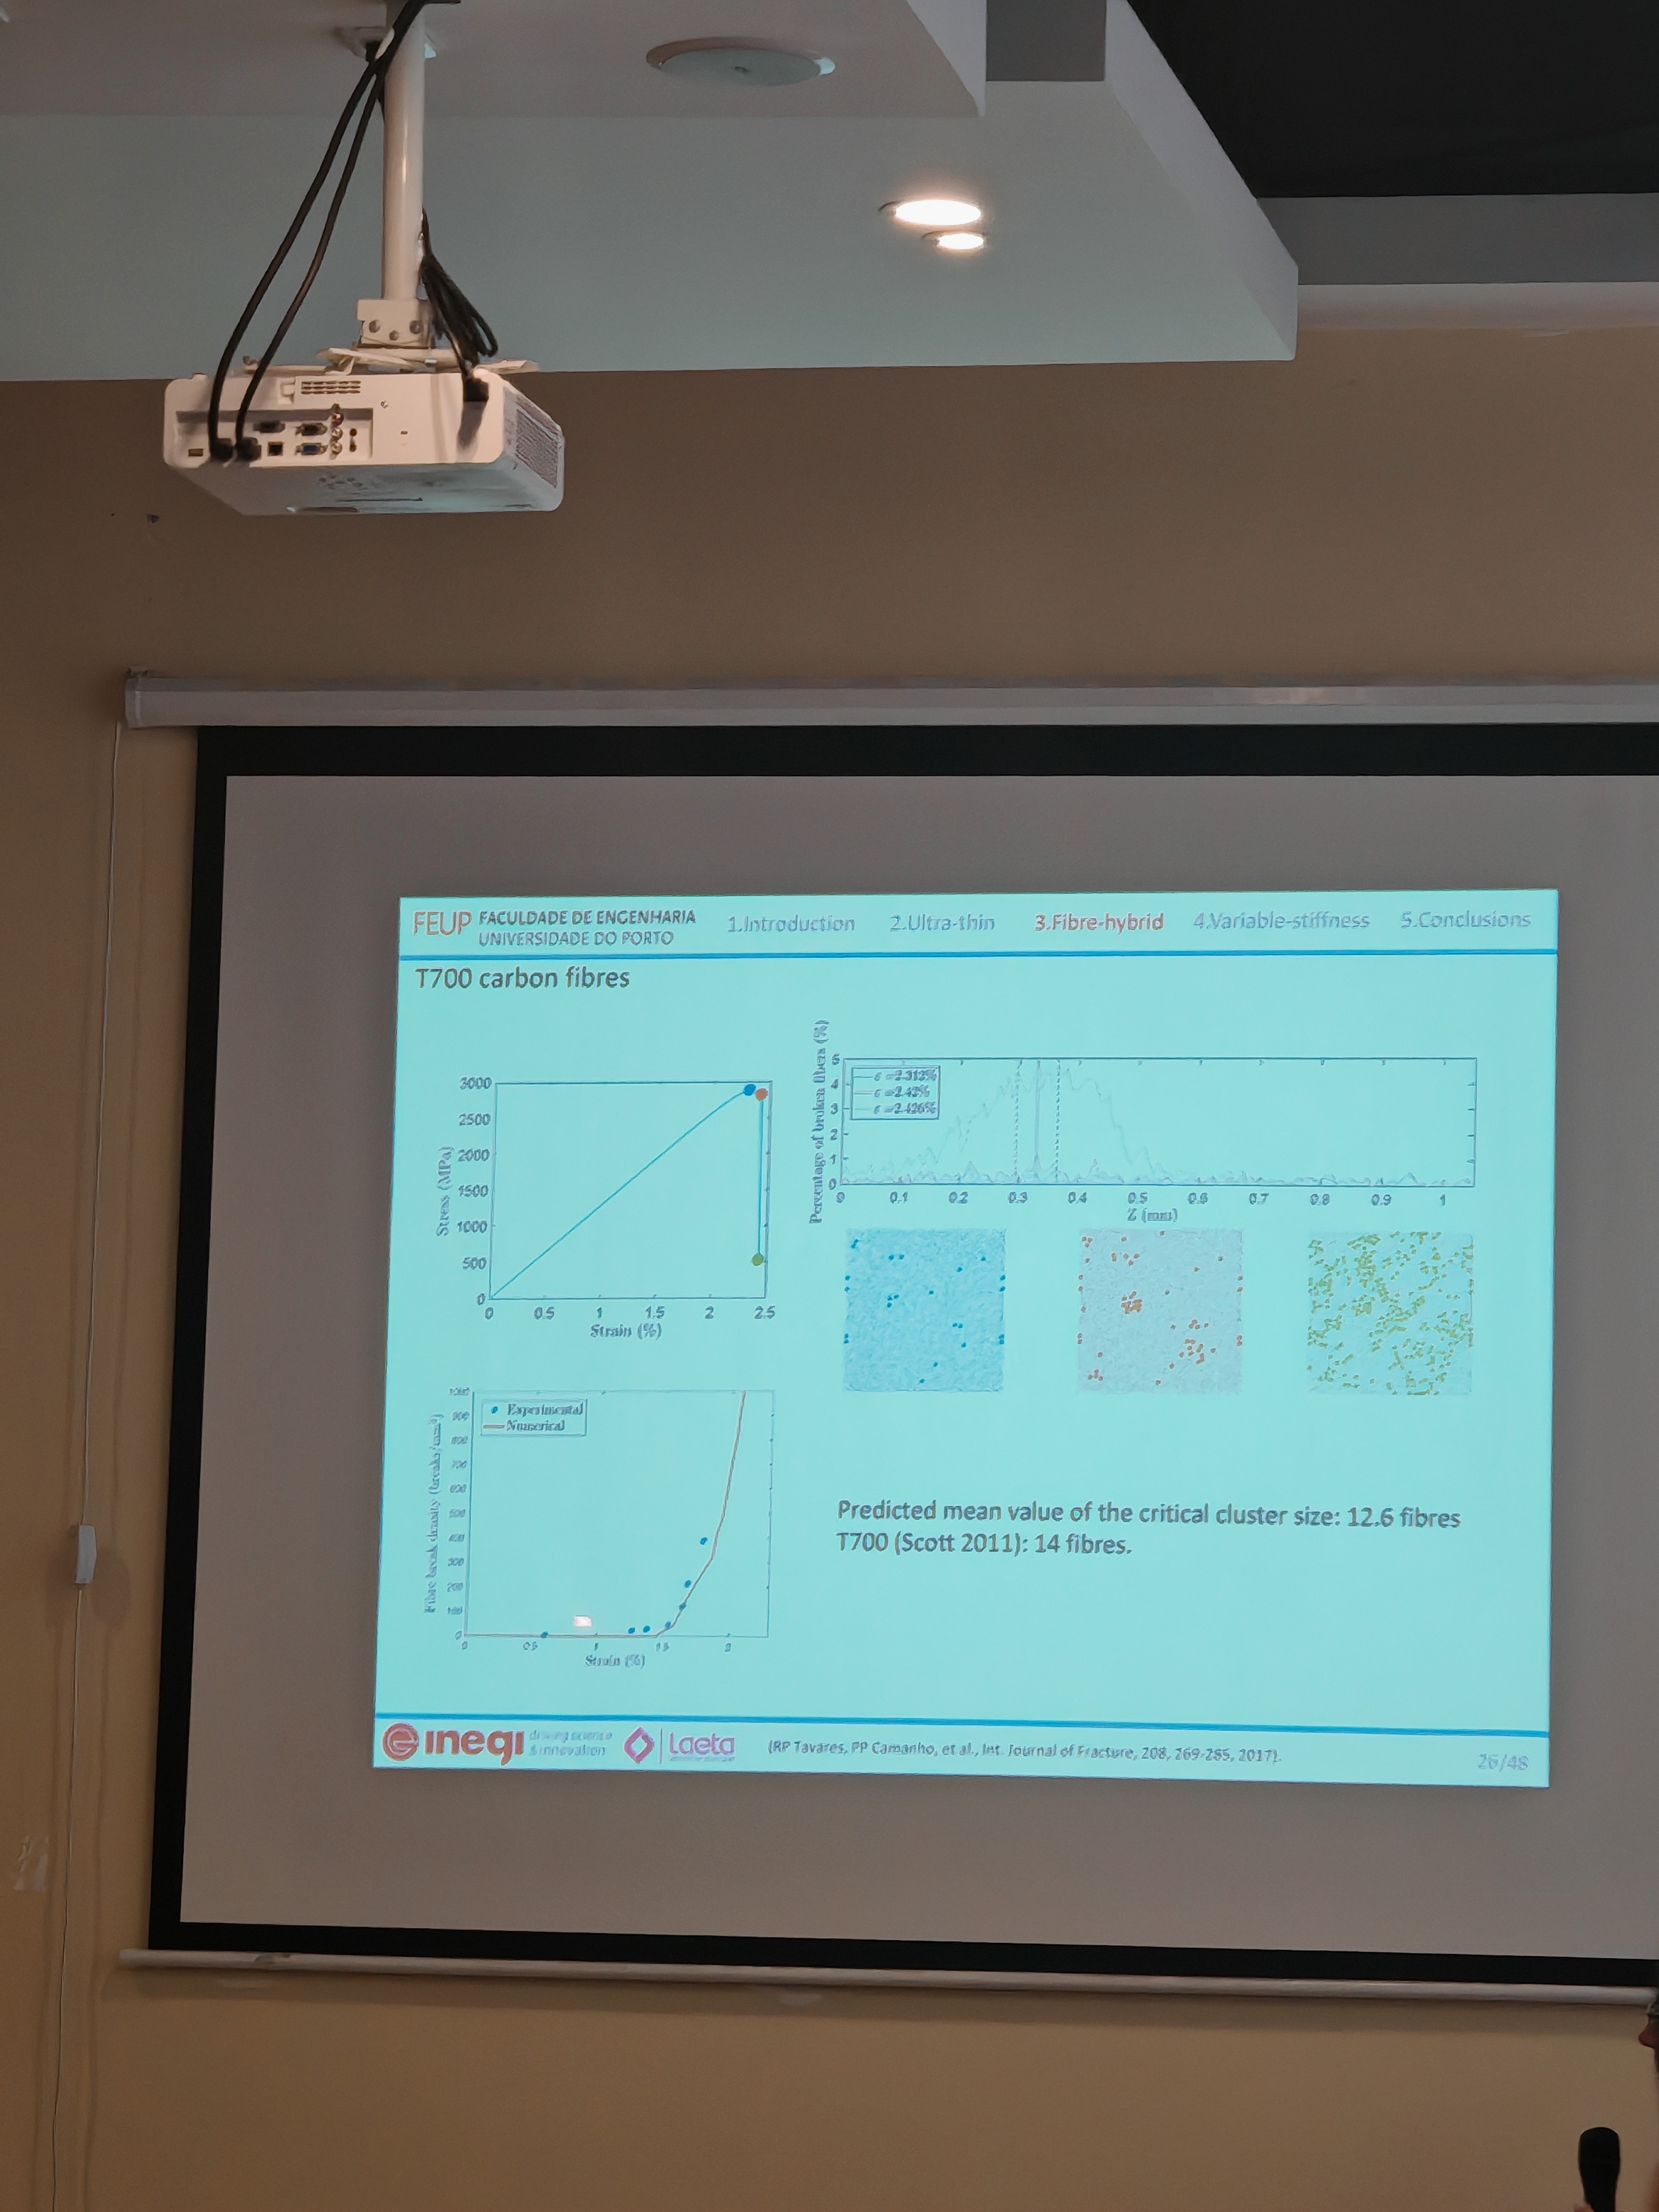 FEUP FACULDADE DE ENGENHARIA
UNIVERSIDADE DO PORTO
1.Introduction 2.Ultra-thin 3.Fibre-hybrid 4.Variable-stiffness 5.Conclusions
T700 carbon fibres
3000
2500
2000
1500
1000
500
0
Stress (MPa)
0 0.5 1 1.5 2 2.5
Strain (%)
Percentage of broken fibers (%)
5
4
3
2
1
0
ε =2.312%
ε =2.42%
ε =2.426%
0 0.1 0.2 0.3 0.4 0.5 0.6 0.7 0.8 0.9 1
Z (mm)
Fibre break density (breaks/mm³)
1000
900
800
700
600
500
400
300
200
100
0
Experimental
Numerical
0 0.5 1 1.5 2
Strain (%)
Predicted mean value of the critical cluster size: 12.6 fibres
T700 (Scott 2011): 14 fibres.
inegi driving science
& innovation
Laeta
(RP Tavares, PP Camanho, et al., Int. Journal of Fracture, 208, 269-285, 2017).
26/48